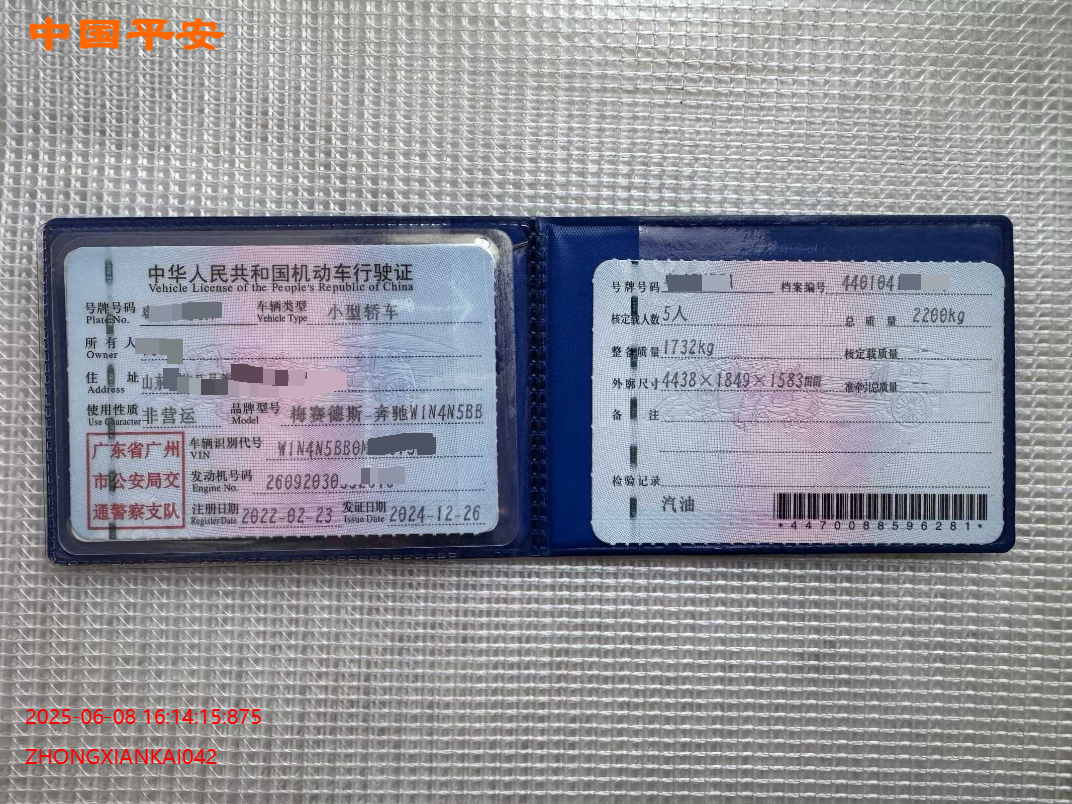 中国平安
中华人民共和国机动车行驶证
Vehicle License of the People's Republic of China
号牌号码 车辆类型 小型轿车
Plate No. Vehicle Type
所有人
Owner
住址 山东
Address
使用性质 非营运 品牌型号 梅赛德斯-奔驰W1N4N5BB
Use Character Model
广东省广州
市公安局交
通警察支队
车辆识别代号 W1N4N5BB0
VIN
发动机号码 26092030
Engine No.
注册日期 2022-02-23 发证日期 2024-12-26
Register Date Issue Date
号牌号码 档案编号 440104
核定载人数 5人 总质量 2200kg
整备质量 1732kg 核定载质量
外廓尺寸 4438×1849×1583mm 准牵引总质量
备注
检验记录
汽油
*4470088596281*
2025-06-08 16:14:15:875
ZHONGXIANKAI042